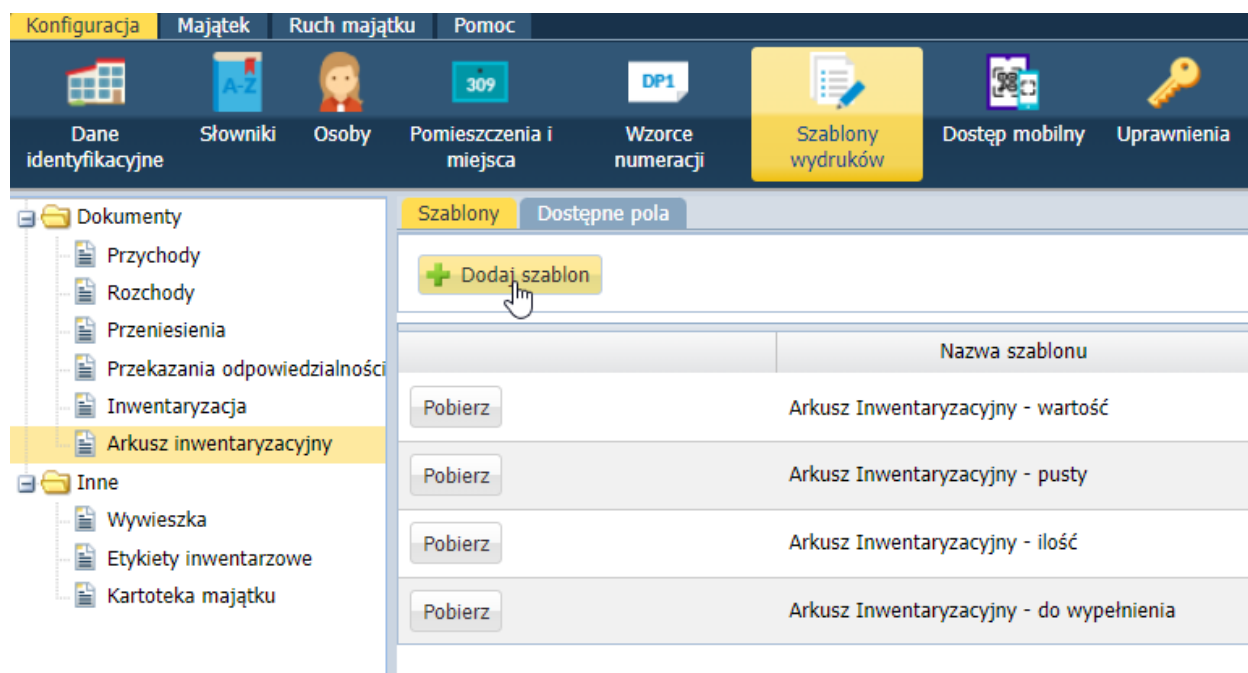 Konfiguracja Majątek Ruch majątku Pomoc
A-Z 309 DP1
Dane identyfikacyjne
Słowniki
Osoby
Pomieszczenia i miejsca
Wzorce numeracji
Szablony wydruków
Dostęp mobilny
Uprawnienia
Dokumenty
Przychody
Rozchody
Przeniesienia
Przekazania odpowiedzialności
Inwentaryzacja
Arkusz inwentaryzacyjny
Inne
Wywieszka
Etykiety inwentarzowe
Kartoteka majątku
Szablony Dostępne pola
Dodaj szablon
Nazwa szablonu
Pobierz Arkusz Inwentaryzacyjny - wartość
Pobierz Arkusz Inwentaryzacyjny - pusty
Pobierz Arkusz Inwentaryzacyjny - ilość
Pobierz Arkusz Inwentaryzacyjny - do wypełnienia